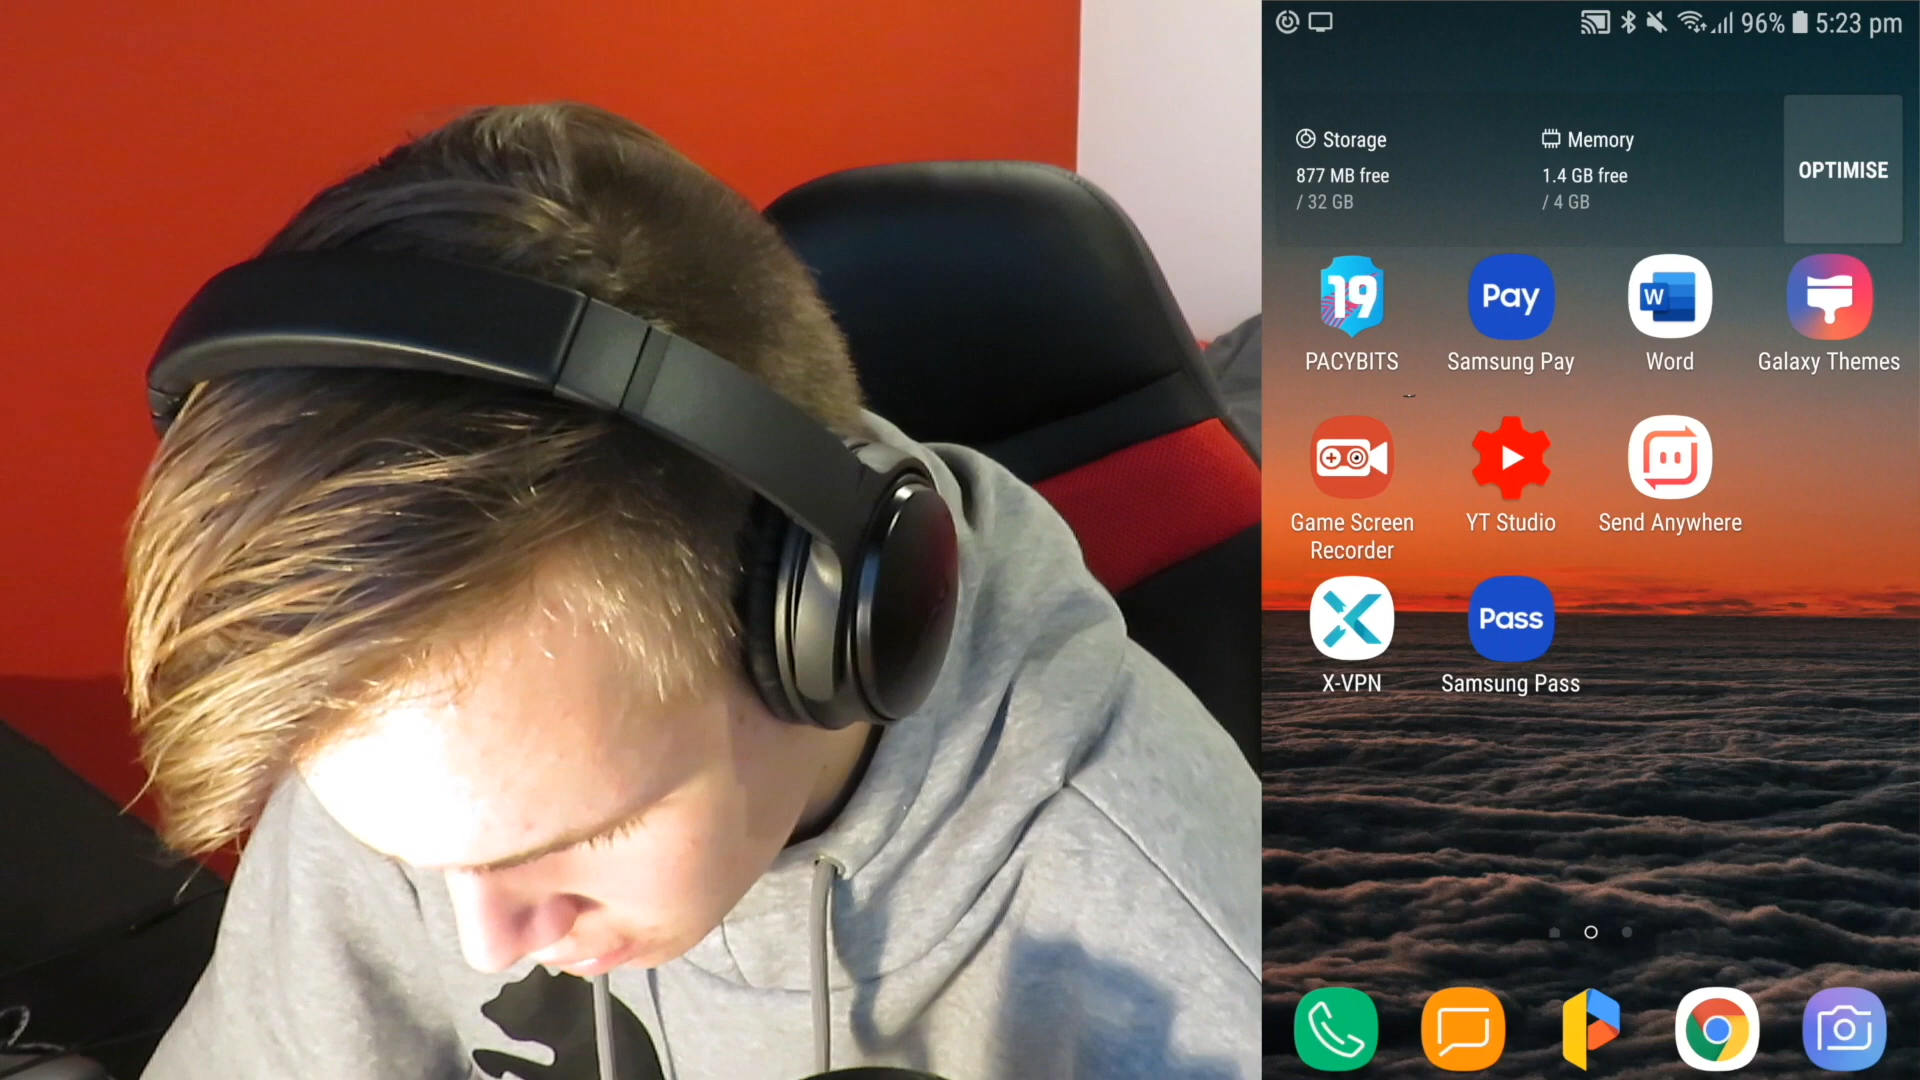 96% 5:23 pm
Storage
877 MB free
/ 32 GB
Memory
1.4 GB free
/ 4 GB
OPTIMISE
19
PACYBITS
Pay
Samsung Pay
W
Word
Galaxy Themes
Game Screen
Recorder
YT Studio
Send Anywhere
X-VPN
Pass
Samsung Pass